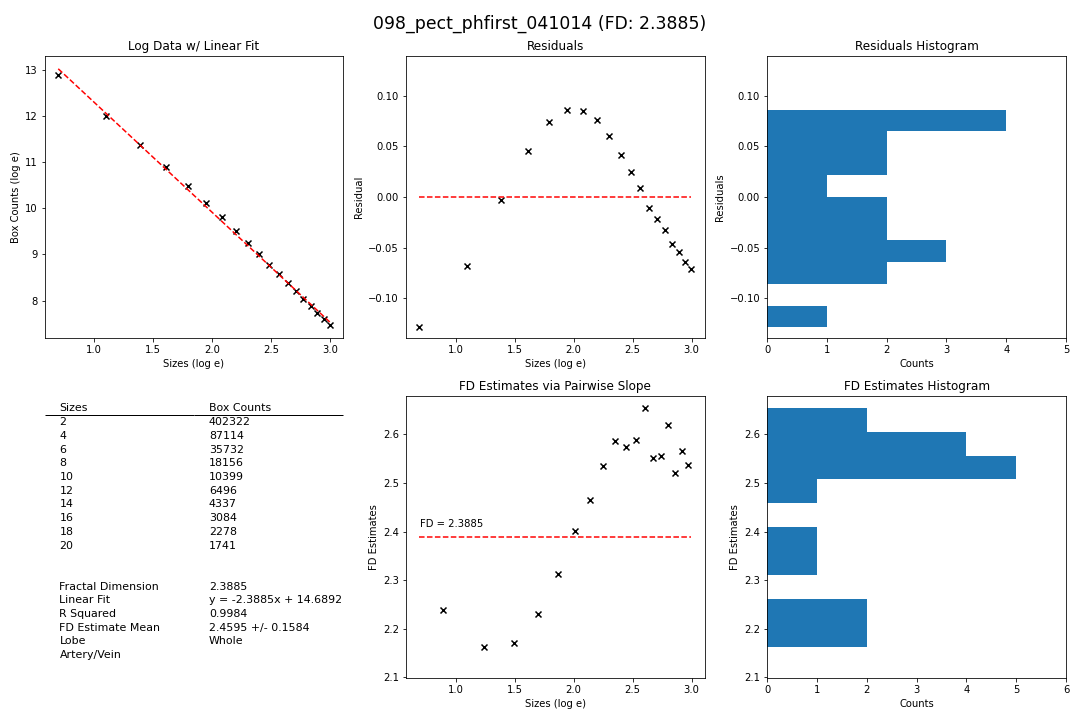 098_pect_phfirst_041014 (FD: 2.3885)
Log Data w/ Linear Fit
Box Counts (log e)
13
12
11
10
9
8
1.0 1.5 2.0 2.5 3.0
Sizes (log e)
Residuals
Residual
0.10
0.05
0.00
−0.05
−0.10
1.0 1.5 2.0 2.5 3.0
Sizes (log e)
Residuals Histogram
Residuals
0.10
0.05
0.00
−0.05
−0.10
0 1 2 3 4 5
Counts
Sizes Box Counts
2 402322
4 87114
6 35732
8 18156
10 10399
12 6496
14 4337
16 3084
18 2278
20 1741
Fractal Dimension 2.3885
Linear Fit y = -2.3885x + 14.6892
R Squared 0.9984
FD Estimate Mean 2.4595 +/- 0.1584
Lobe Whole
Artery/Vein
FD Estimates via Pairwise Slope
FD Estimates
2.6
2.5
2.4
2.3
2.2
2.1
FD = 2.3885
1.0 1.5 2.0 2.5 3.0
Sizes (log e)
FD Estimates Histogram
FD Estimates
2.6
2.5
2.4
2.3
2.2
2.1
0 1 2 3 4 5 6
Counts